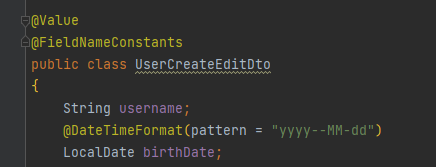 @Value
@FieldNameConstants
public class UserCreateEditDto
{
String username;
@DateTimeFormat(pattern = "yyyy--MM-dd")
LocalDate birthDate;